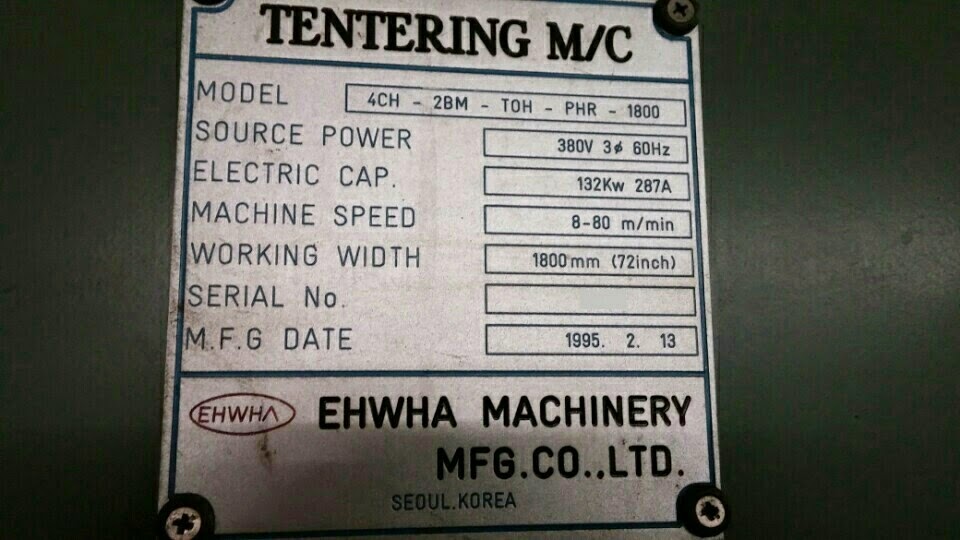 TENTERING M/C
MODEL 4CH - 2BM - TOH - PHR - 1800
SOURCE POWER 380V 3ø 60Hz
ELECTRIC CAP. 132Kw 287A
MACHINE SPEED 8-80 m/min
WORKING WIDTH 1800mm (72inch)
SERIAL No.
M.F.G DATE 1995. 2. 13
EHWHA EHWHA MACHINERY
MFG.CO.,LTD.
SEOUL.KOREA